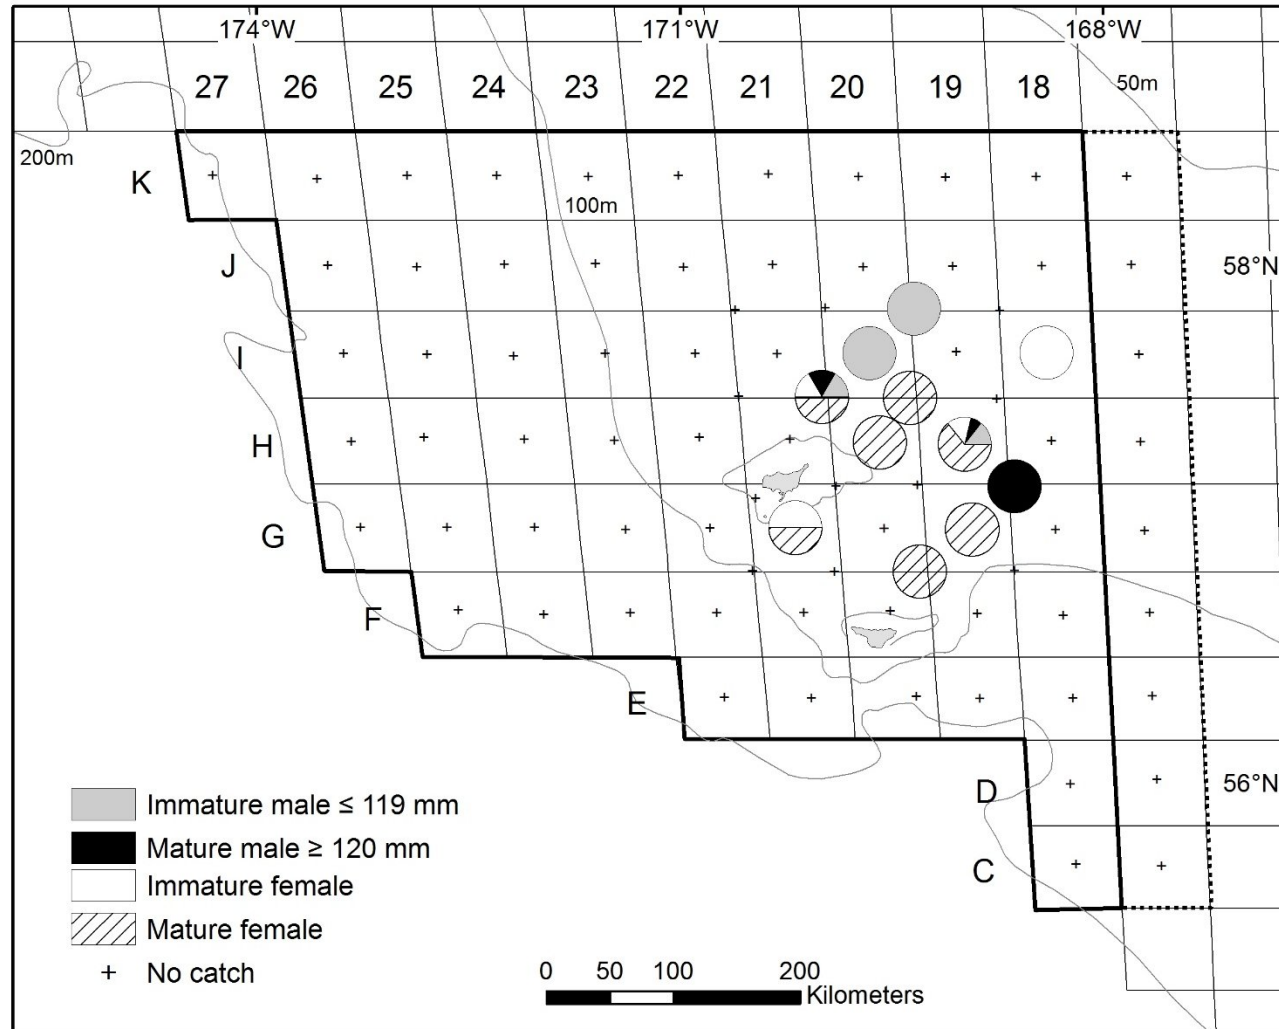 174°W 171°W 168°W
27 26 25 24 23 22 21 20 19 18
50m
200m
K
100m
J
58°N
I
H
G
F
E
D
56°N
C
Immature male ≤ 119 mm
Mature male ≥ 120 mm
Immature female
Mature female
+ No catch
0 50 100 200
Kilometers